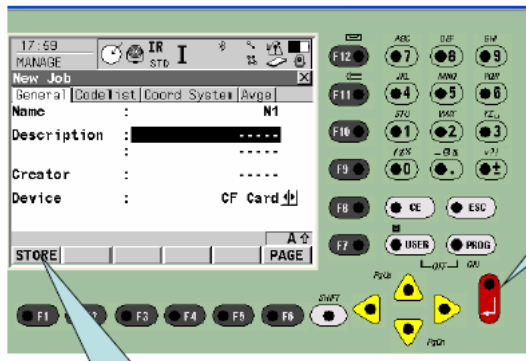 17:59
MANAGE
IR
STD
I
New Job
General Codelist Coord System Avge
Name : N1
Description : -----
: -----
Creator : -----
Device : CF Card
A
STORE PAGE
F1 F3 F4 F5 F6
SHIFT
F12
F11
F10
F9
F8
F7
ABC DEF GHI
7 8 9
JKL MNO PQR
4 5 6
STU VWX YZ
1 2 3
0 . ±
CE ESC
USER PROG
OFF ON
PgUp
PgDn